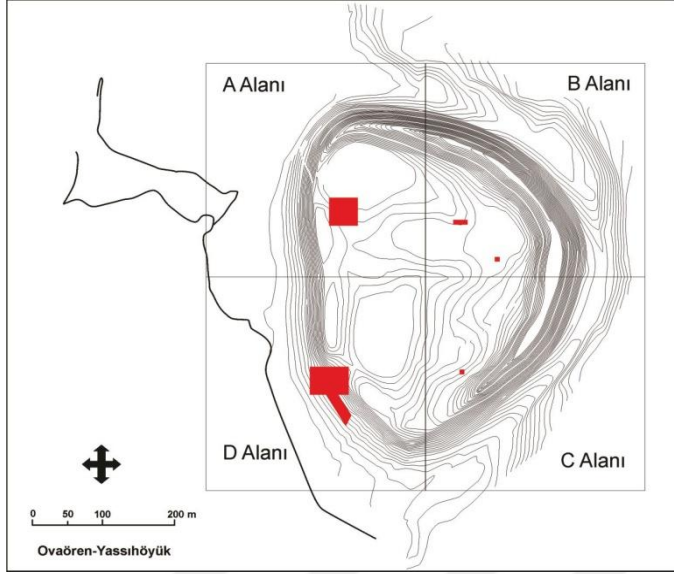 A Alanı
B Alanı
D Alanı
C Alanı
0 50 100 200 m
Ovaören-Yassıhöyük